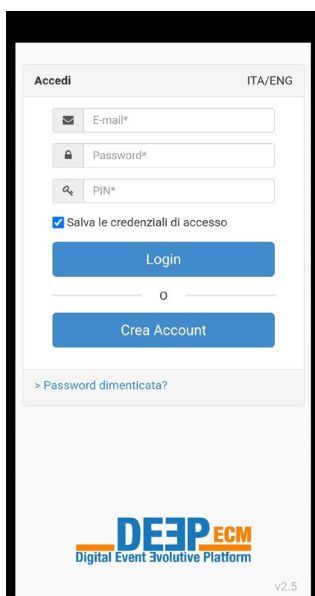 Accedi ITA/ENG
E-mail*
Password*
PIN*
Salva le credenziali di accesso
Login
O
Crea Account
> Password dimenticata?
DEEP ECM
Digital Event Evolutive Platform
v2.5